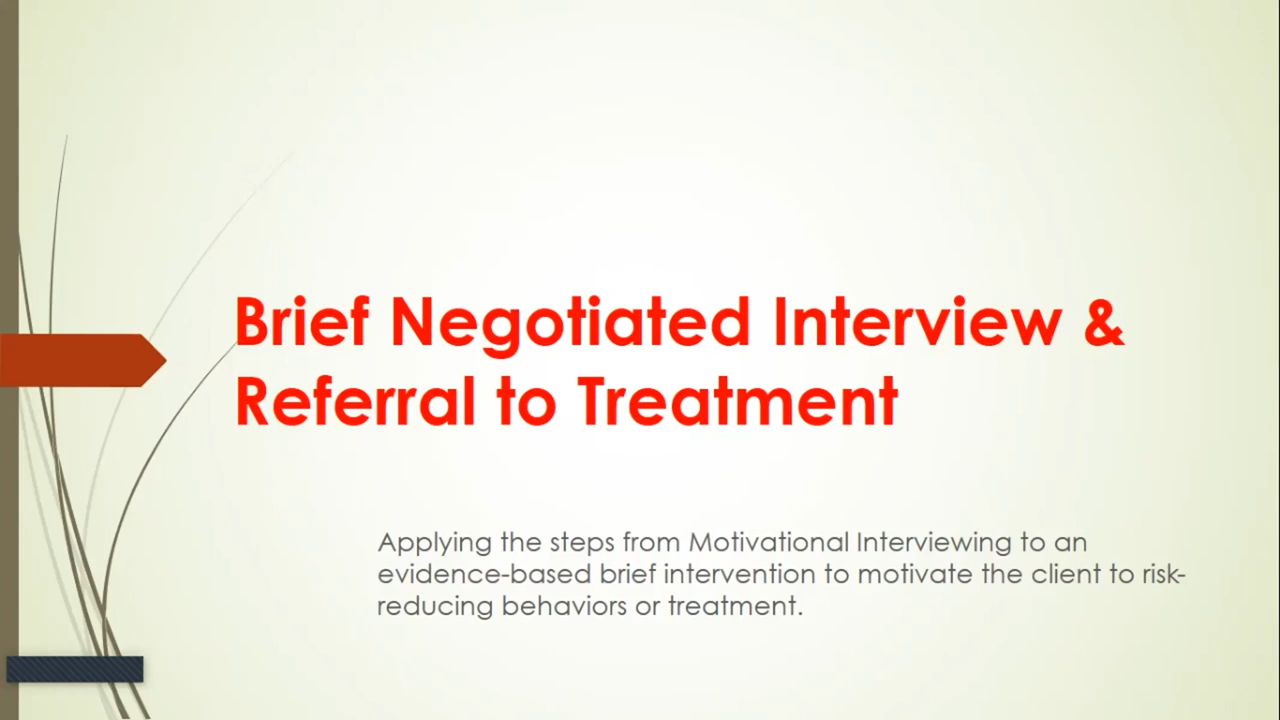 Brief Negotiated Interview &
Referral to Treatment
Applying the steps from Motivational Interviewing to an
evidence-based brief intervention to motivate the client to risk-
reducing behaviors or treatment.